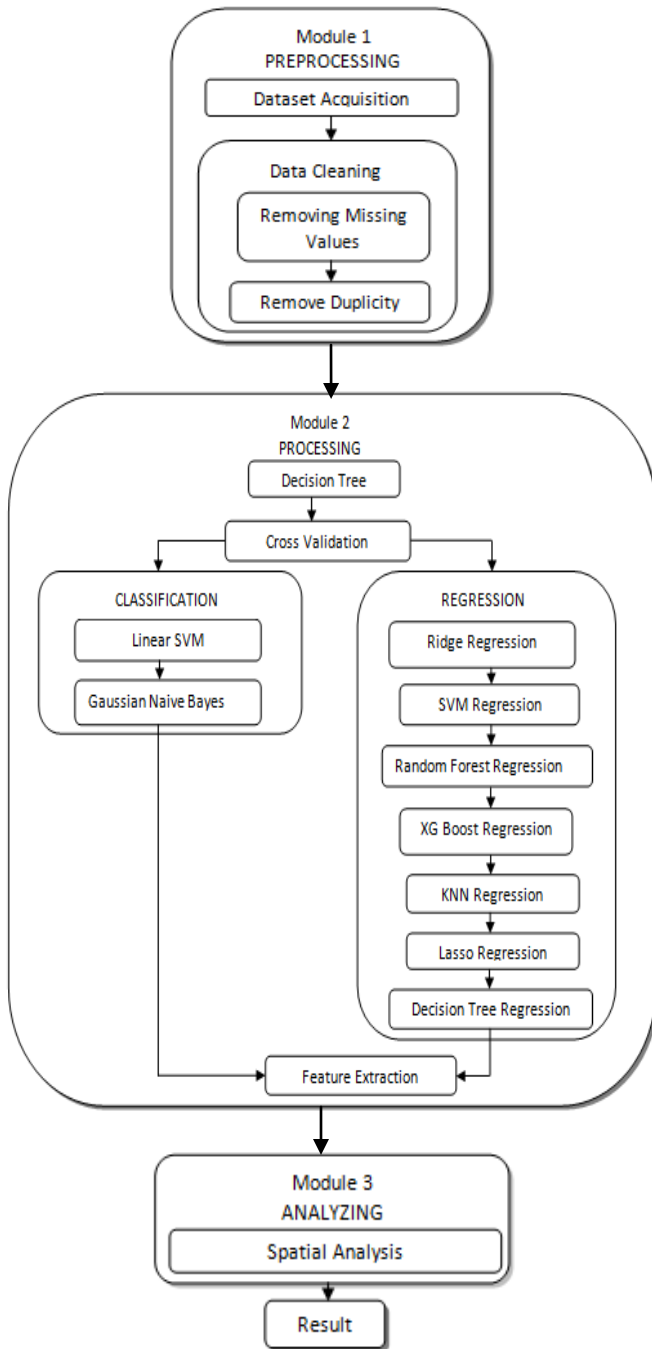 Module 1
PREPROCESSING
Dataset Acquisition
Data Cleaning
Removing Missing
Values
Remove Duplicity
Module 2
PROCESSING
Decision Tree
Cross Validation
CLASSIFICATION
Linear SVM
Gaussian Naive Bayes
REGRESSION
Ridge Regression
SVM Regression
Random Forest Regression
XG Boost Regression
KNN Regression
Lasso Regression
Decision Tree Regression
Feature Extraction
Module 3
ANALYZING
Spatial Analysis
Result